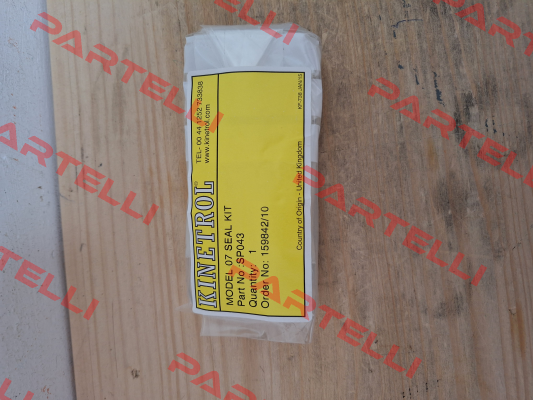 KINETROL
MODEL 07 SEAL KIT
Part No :SP043
Quantity: 1
Order No: 159842/10
TEL- 00 44 1252 733838
www.kinetrol.com
Country of Origin - United Kingdom
PARTELLI
PARTELLI
PARTELLI
PARTELLI
PARTELLI
PARTELLI